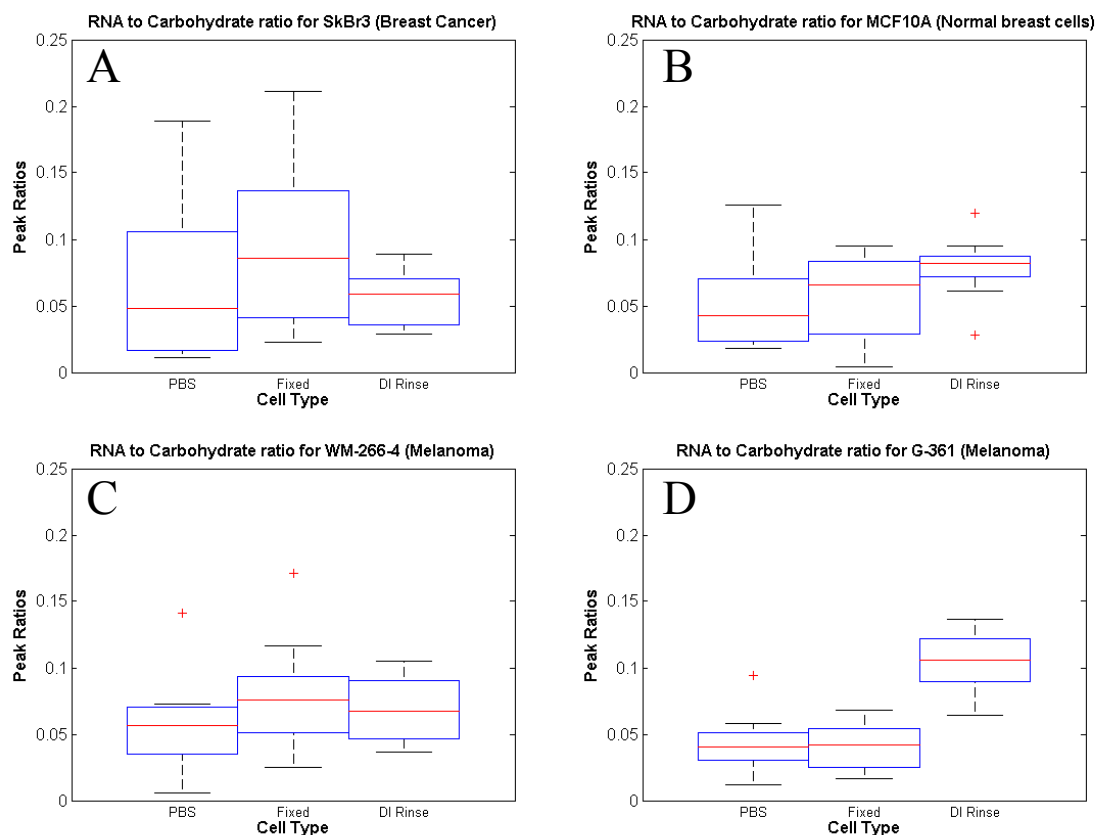 RNA to Carbohydrate ratio for SkBr3 (Breast Cancer)
A
0.25
0.2
0.15
0.1
0.05
0
Peak Ratios
PBS Fixed DI Rinse
Cell Type
RNA to Carbohydrate ratio for MCF10A (Normal breast cells)
B
0.25
0.2
0.15
0.1
0.05
0
Peak Ratios
PBS Fixed DI Rinse
Cell Type
RNA to Carbohydrate ratio for WM-266-4 (Melanoma)
C
0.25
0.2
0.15
0.1
0.05
0
Peak Ratios
PBS Fixed DI Rinse
Cell Type
RNA to Carbohydrate ratio for G-361 (Melanoma)
D
0.25
0.2
0.15
0.1
0.05
0
Peak Ratios
PBS Fixed DI Rinse
Cell Type